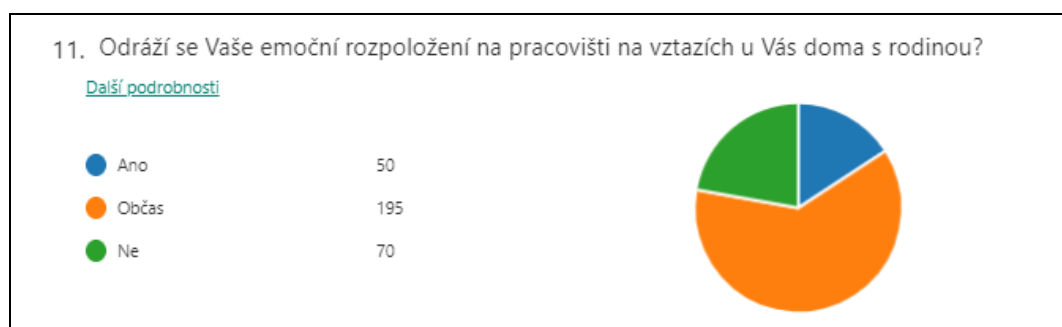 11. Odráží se Vaše emoční rozpoložení na pracovišti na vztazích u Vás doma s rodinou?
Další podrobnosti
Ano 50
Občas 195
Ne 70